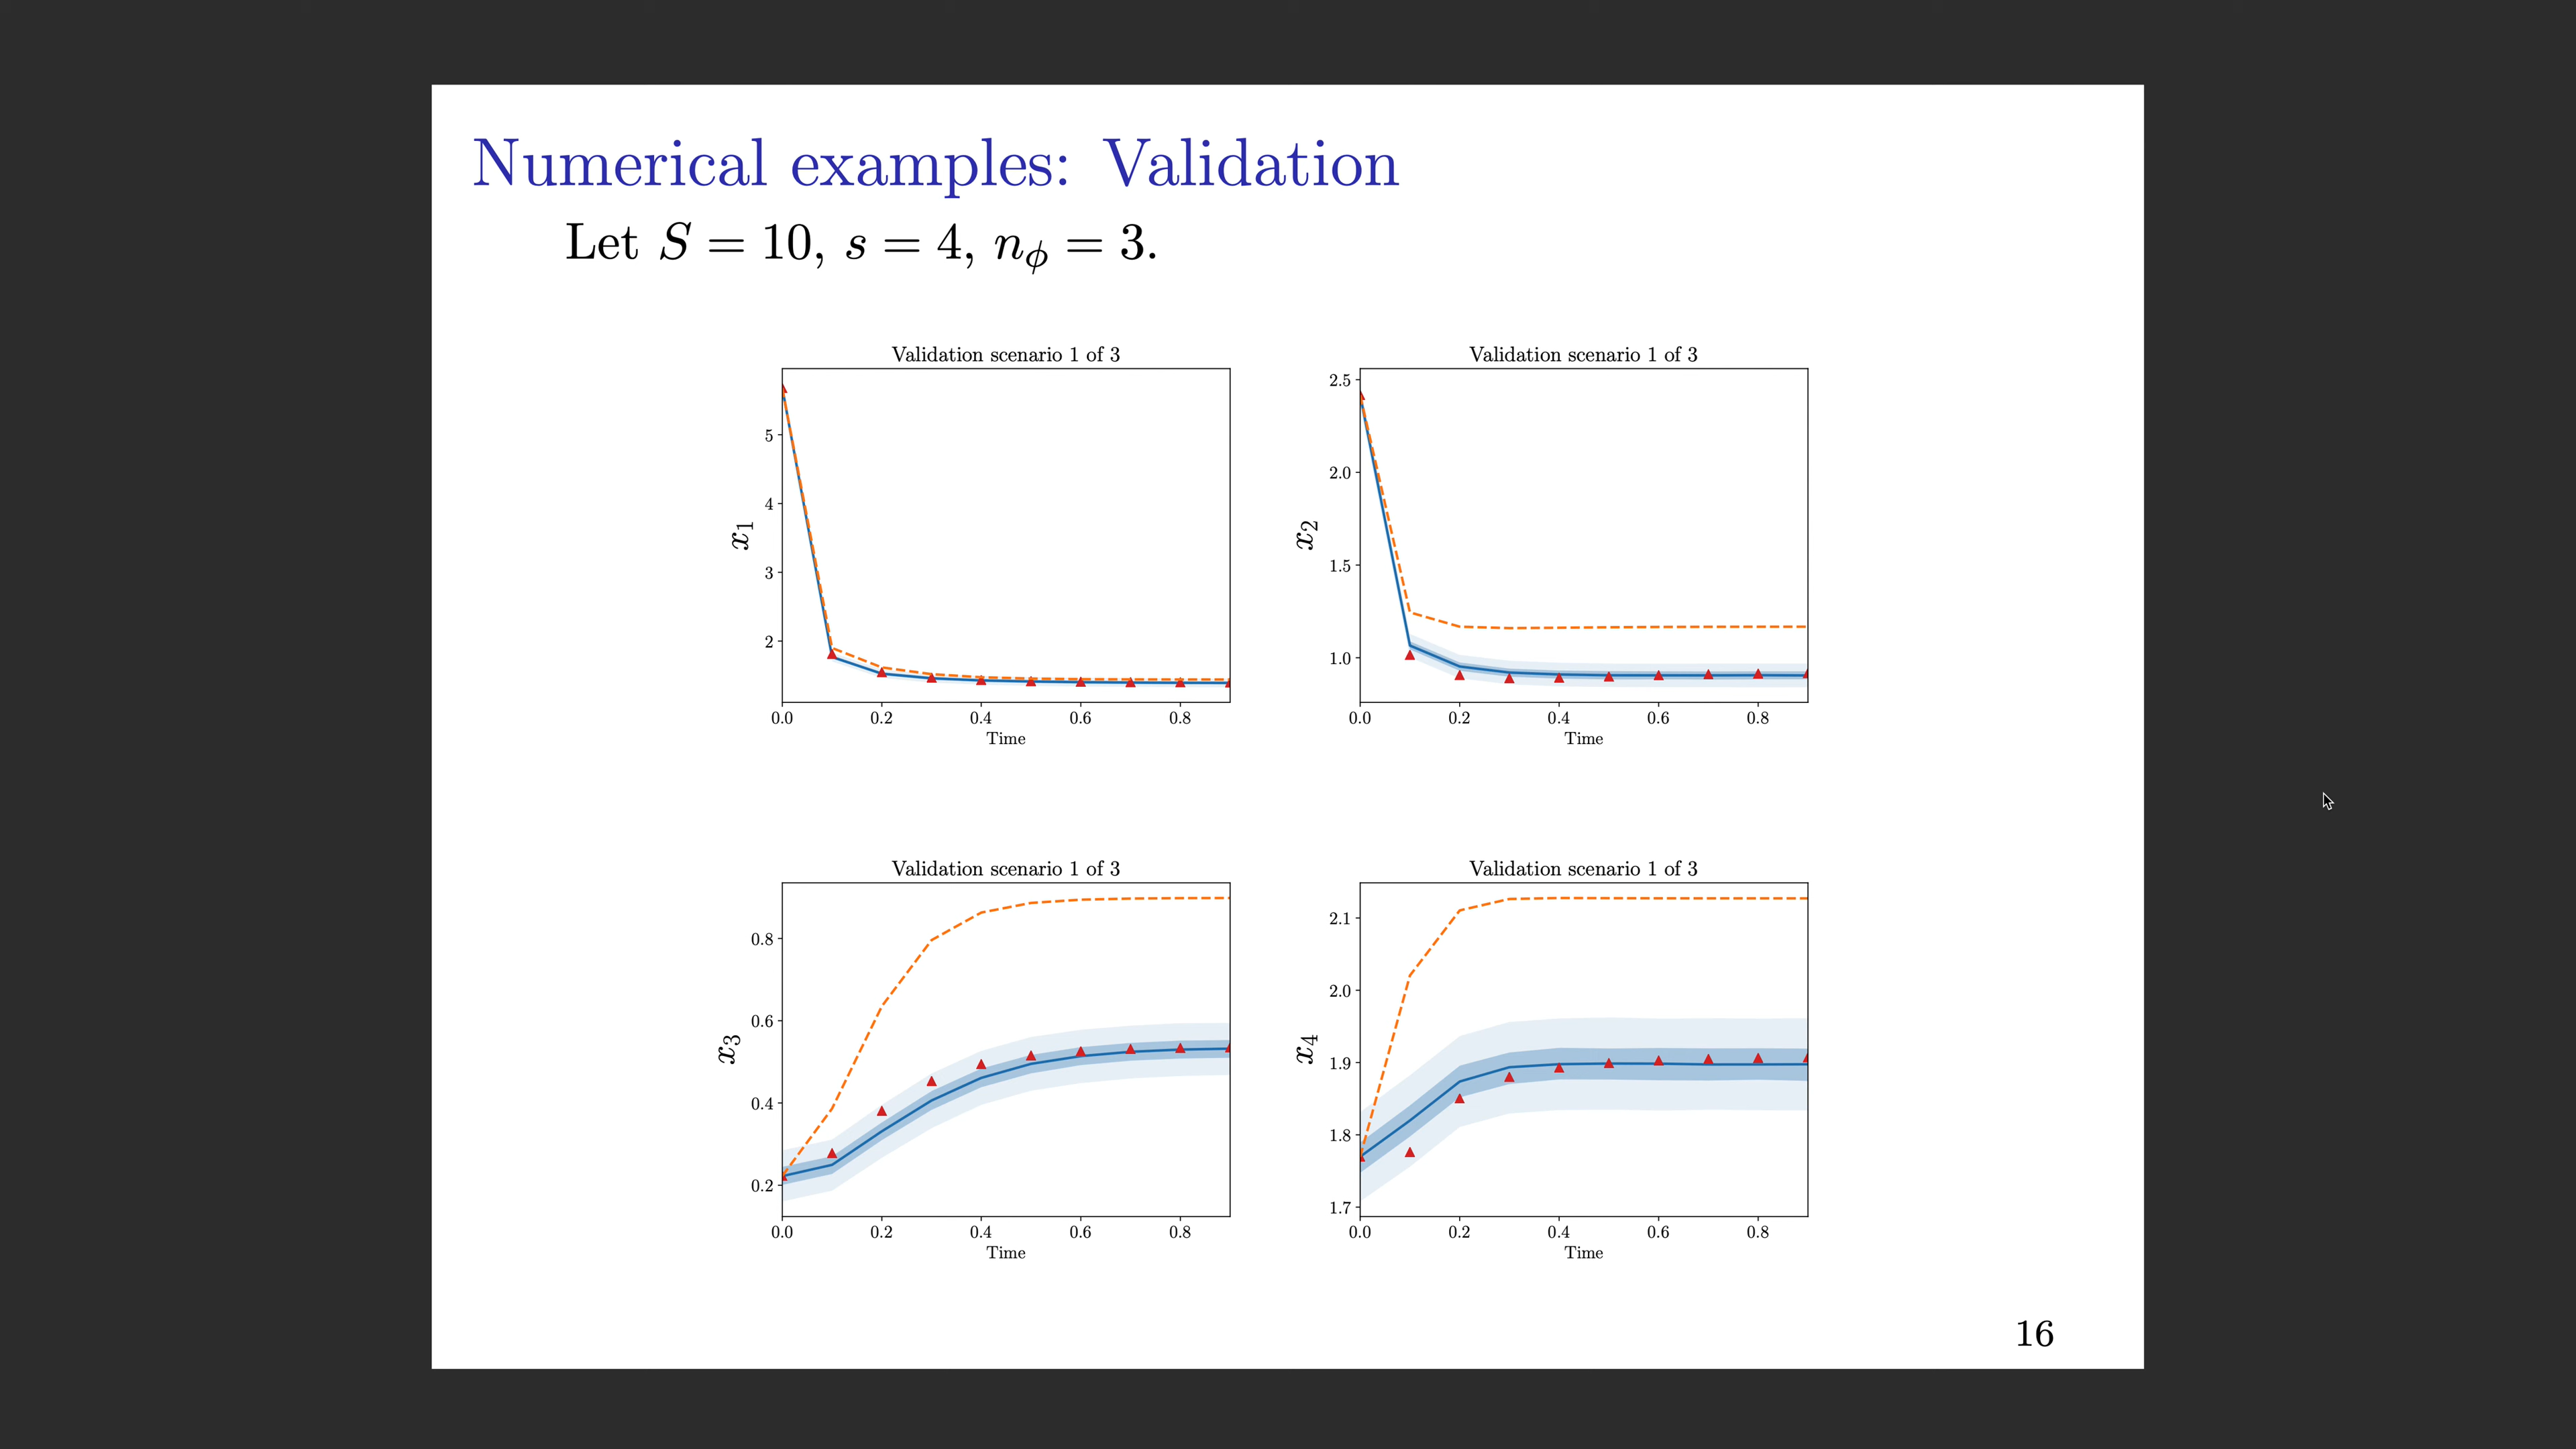 Numerical examples: Validation
Let S = 10, s = 4, nϕ = 3.
Validation scenario 1 of 3
x1
5
4
3
2
0.0 0.2 0.4 0.6 0.8
Time
Validation scenario 1 of 3
x2
2.5
2.0
1.5
1.0
0.0 0.2 0.4 0.6 0.8
Time
Validation scenario 1 of 3
x3
0.8
0.6
0.4
0.2
0.0 0.2 0.4 0.6 0.8
Time
Validation scenario 1 of 3
x4
2.1
2.0
1.9
1.8
1.7
0.0 0.2 0.4 0.6 0.8
Time
16